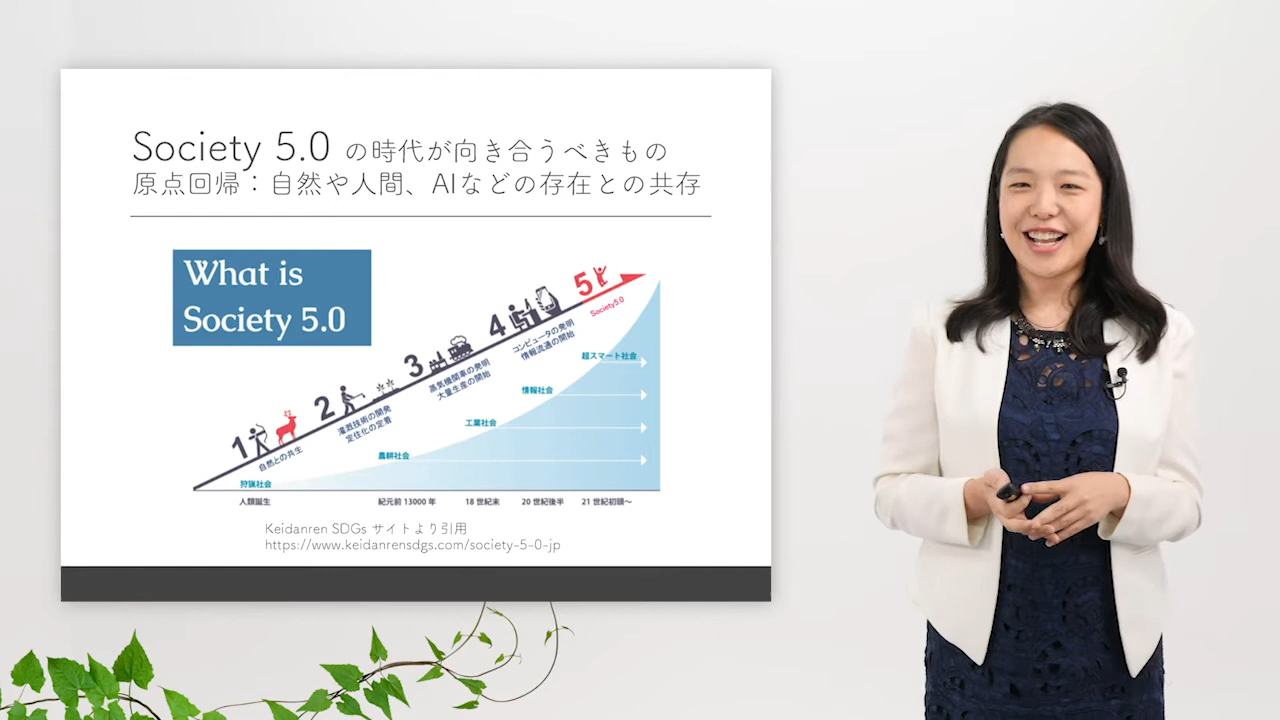 Society 5.0 の時代が向き合うべきもの
原点回帰：自然や人間、AIなどの存在との共存
What is
Society 5.0
5
Society5.0
4
コンピュータの発明
情報流通の開始
3
蒸気機関車の発明
大量生産の開始
2
灌漑技術の開発
定住化の定着
1
自然との共生
超スマート社会
情報社会
工業社会
農耕社会
狩猟社会
人類誕生
紀元前 13000 年
18 世紀末
20 世紀後半
21 世紀初頭～
Keidanren SDGs サイトより引用
https://www.keidanrensdgs.com/society-5-0-jp